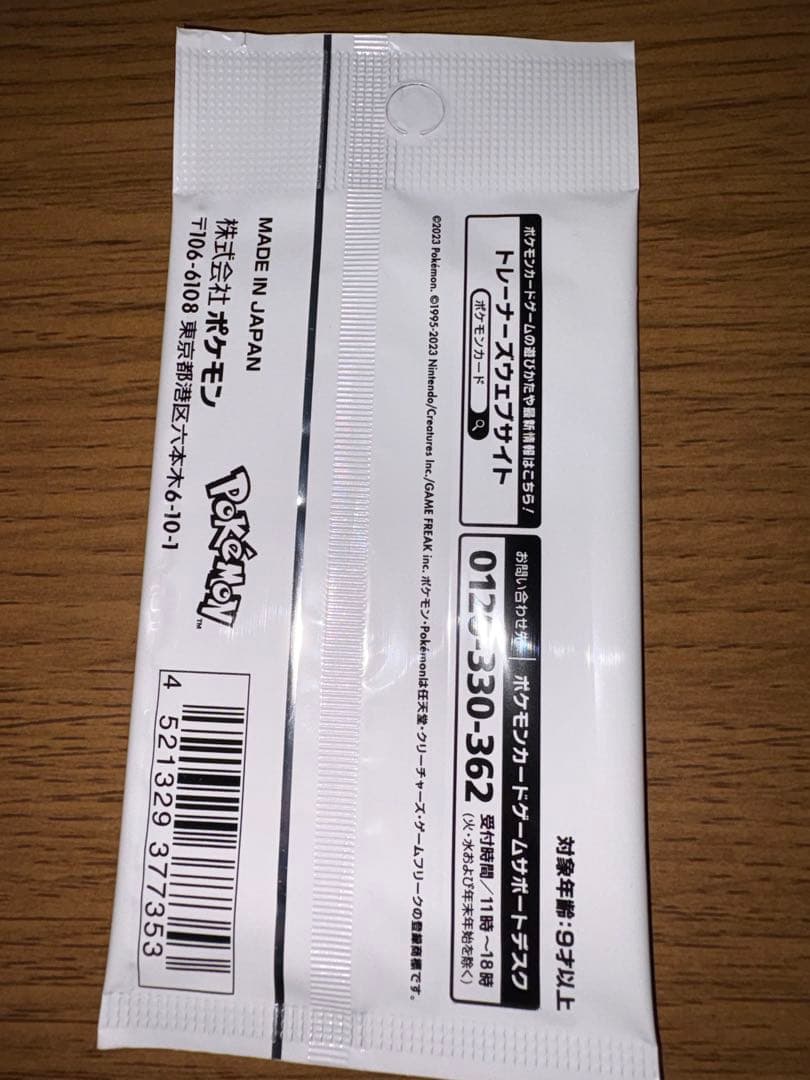 対象年齢:9才以上
ポケモンカードゲームの遊びかたや最新情報はこちら!
トレーナーズウェブサイト
ポケモンカード
お問い合わせ先 ポケモンカードゲームサポートデスク
0125-330-362
受付時間/11時~18時
(火・水および年末年始を除く)
©2023 Pokémon. ©1995-2023 Nintendo/Creatures Inc./GAME FREAK inc. ポケモン・Pokémonは任天堂・クリーチャーズ・ゲームフリークの登録商標です。
MADE IN JAPAN
株式会社 ポケモン
〒106-6108 東京都港区六本木6-10-1
POKéMON™
4 521329 377353